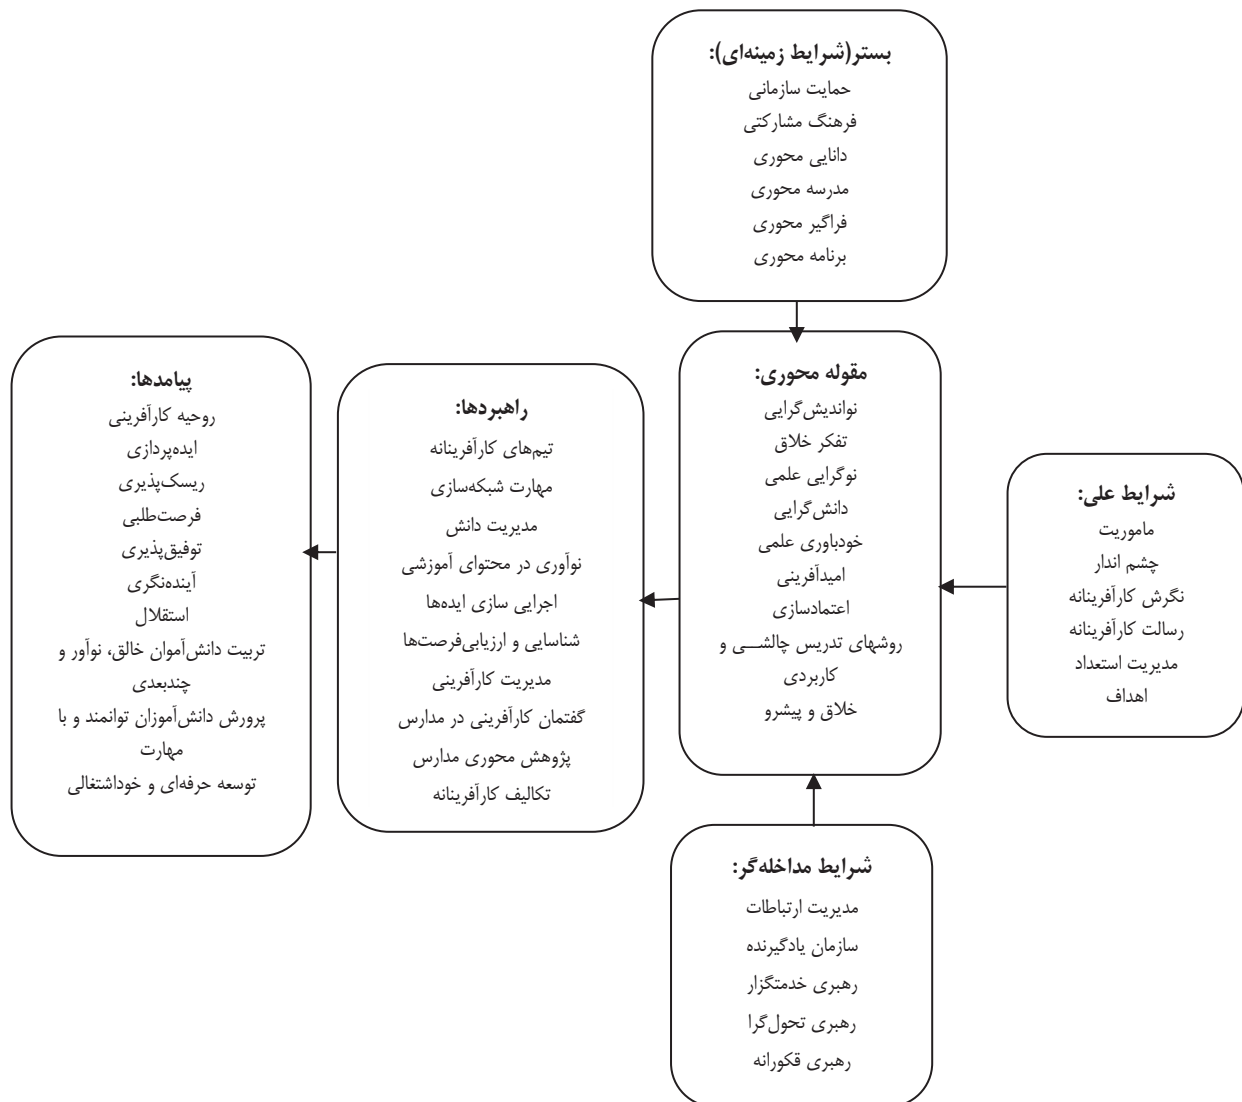 بستر(شرایط زمینه‌ای):
حمایت سازمانی
فرهنگ مشارکتی
دانایی محوری
مدرسه محوری
فراگیر محوری
برنامه محوری
شرایط علی:
ماموریت
چشم اندار
نگرش کارآفرینانه
رسالت کارآفرینانه
مدیریت استعداد
اهداف
مقوله محوری:
نواندیش‌گرایی
تفکر خلاق
نوگرایی علمی
دانش‌گرایی
خودباوری علمی
امیدآفرینی
اعتمادسازی
روشهای تدریس چالشــی و
کاربردی
خلاق و پیشرو
راهبردها:
تیم‌های کارآفرینانه
مهارت شبکه‌سازی
مدیریت دانش
نوآوری در محتوای آموزشی
اجرایی سازی ایده‌ها
شناسایی و ارزیابی‌فرصت‌ها
مدیریت کارآفرینی
گفتمان کارآفرینی در مدارس
پژوهش محوری مدارس
تکالیف کارآفرینانه
پیامدها:
روحیه کارآفرینی
ایده‌پردازی
ریسک‌پذیری
فرصت‌طلبی
توفیق‌پذیری
آینده‌نگری
استقلال
تربیت دانش‌آموان خالق، نوآور و
چندبعدی
پرورش دانش‌آموزان توانمند و با
مهارت
توسعه حرفه‌ای و خوداشتغالی
شرایط مداخله‌گر:
مدیریت ارتباطات
سازمان یادگیرنده
رهبری خدمتگزار
رهبری تحول‌گرا
رهبری قکورانه